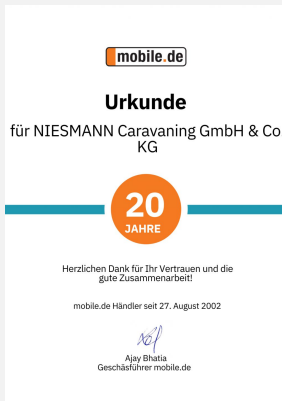 mobile.de
Urkunde
für NIESMANN Caravaning GmbH & Co
KG
20
JAHRE
Herzlichen Dank für Ihr Vertrauen und die
gute Zusammenarbeit!
mobile.de Händler seit 27. August 2002
Ajay Bhatia
Geschäsführer mobile.de